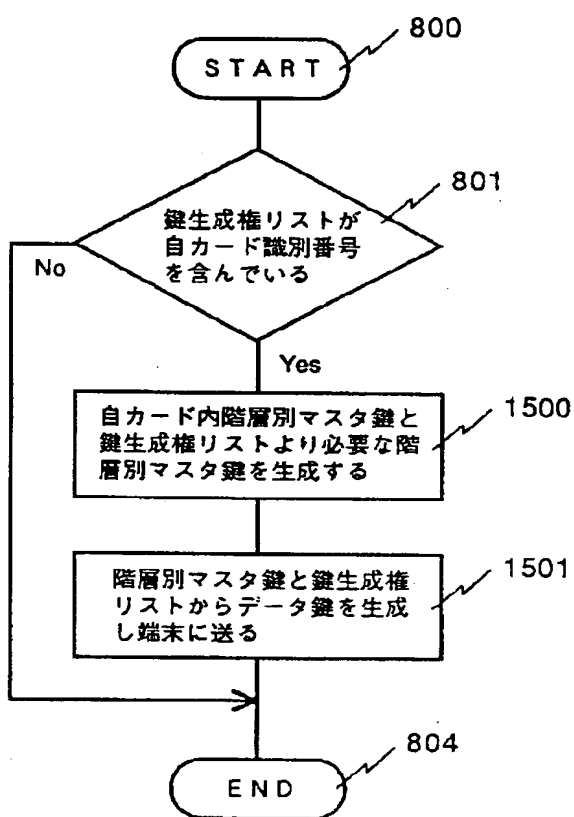 800
START
801
鍵生成権リストが
自カード識別番号
を含んでいる
No
Yes
1500
自カード内階層別マスタ鍵と
鍵生成権リストより必要な階
層別マスタ鍵を生成する
1501
階層別マスタ鍵と鍵生成権
リストからデータ鍵を生成
し端末に送る
804
END